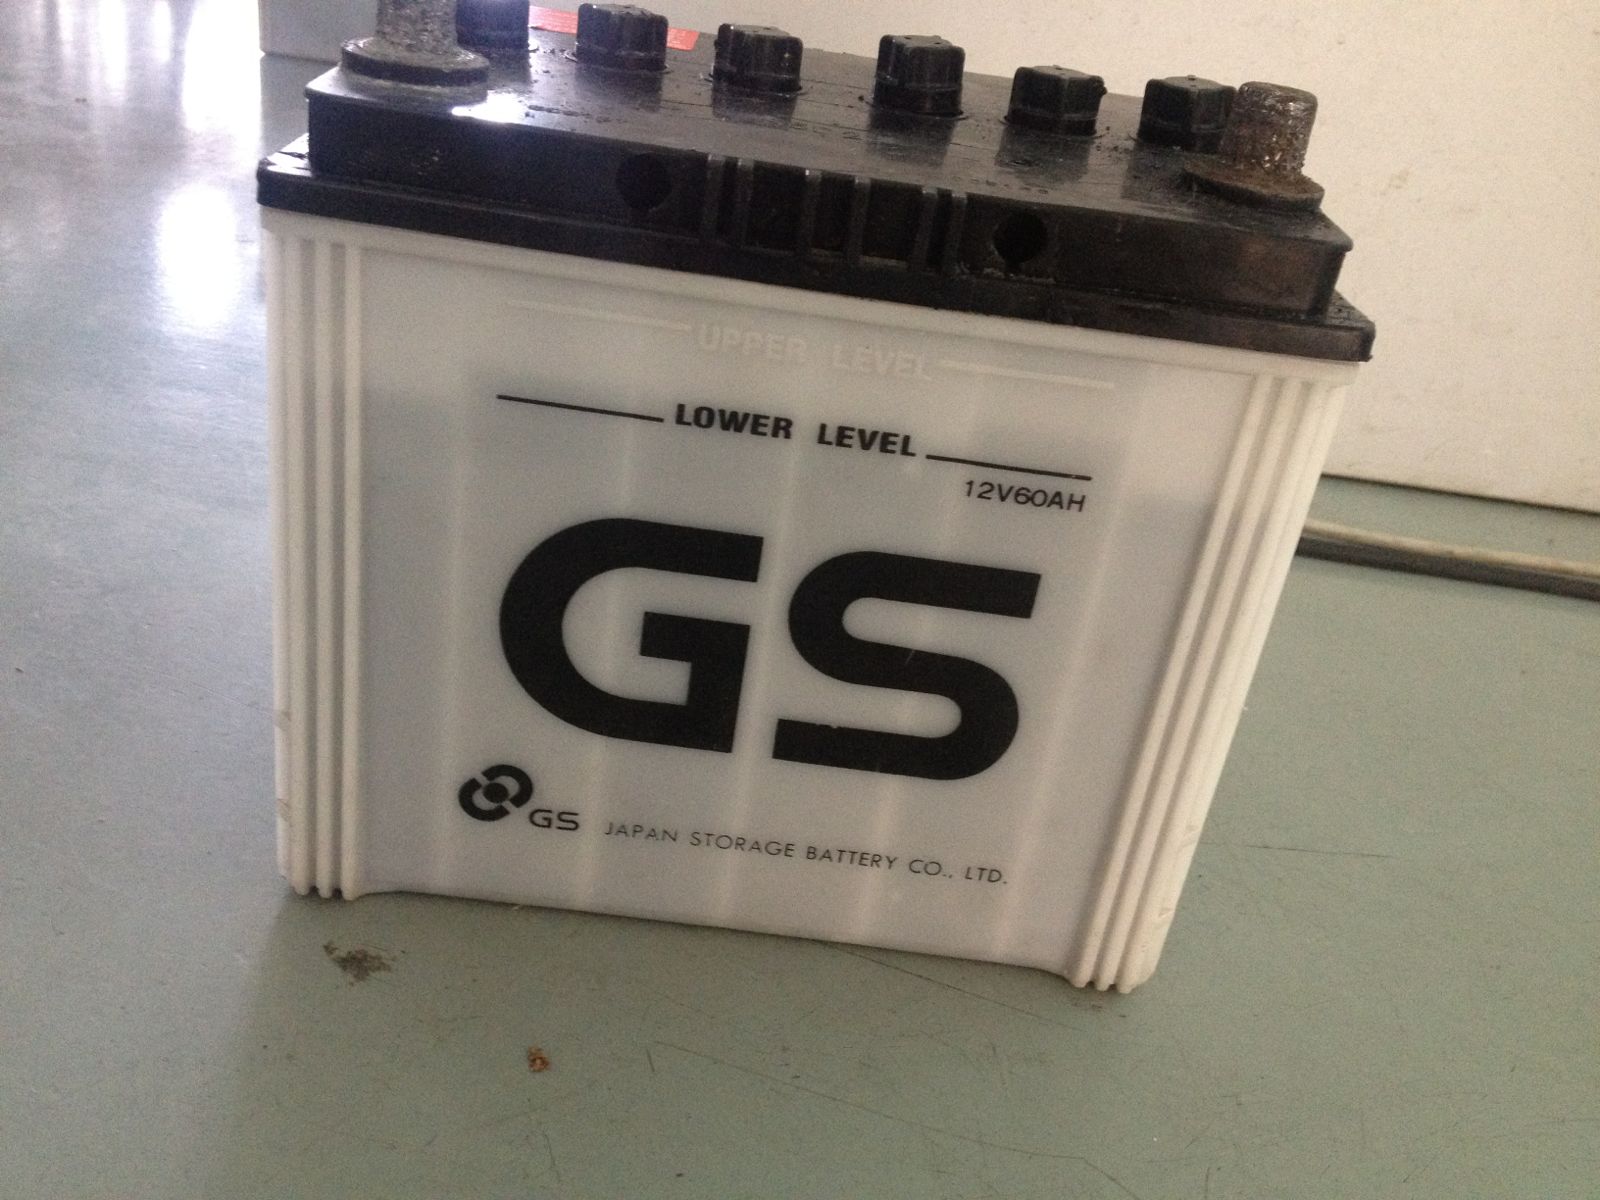 UPPER LEVEL
LOWER LEVEL
12V60AH
GS
GS JAPAN STORAGE BATTERY CO., LTD.